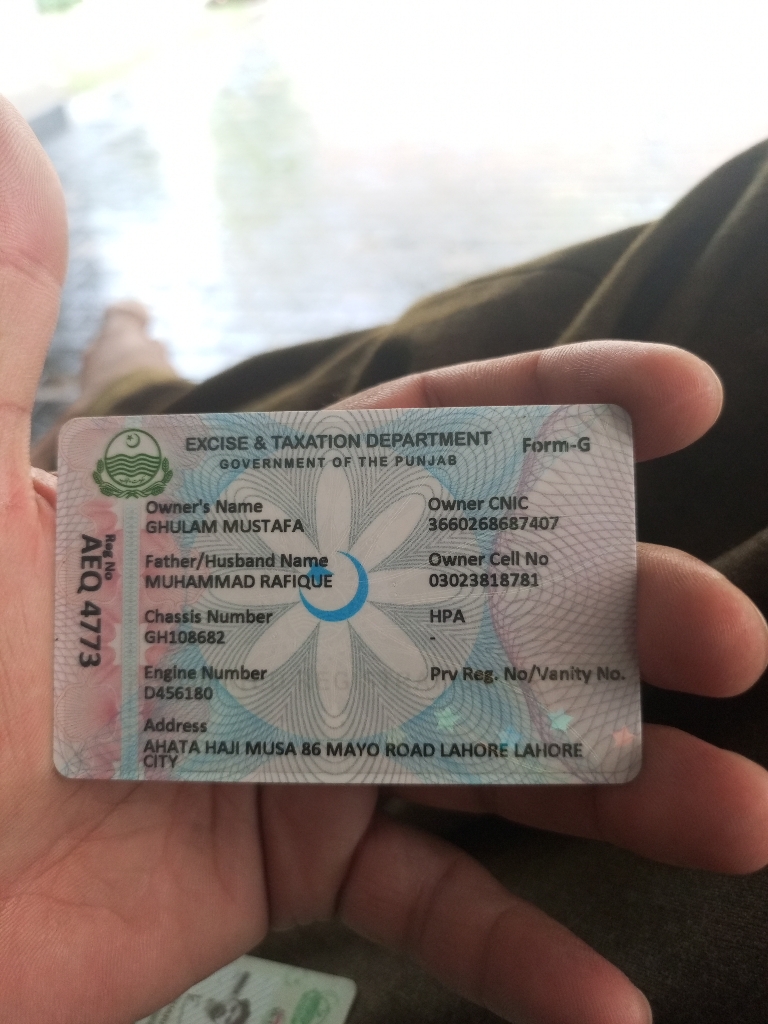 EXCISE & TAXATION DEPARTMENT
GOVERNMENT OF THE PUNJAB
Form-G
Reg No
AEQ 4773
Owner's Name
GHULAM MUSTAFA
Owner CNIC
3660268687407
Father/Husband Name
MUHAMMAD RAFIQUE
Owner Cell No
03023818781
Chassis Number
GH108682
HPA
-
Engine Number
D456180
Prv Reg. No/Vanity No.
Address
AHATA HAJI MUSA 86 MAYO ROAD LAHORE LAHORE
CITY